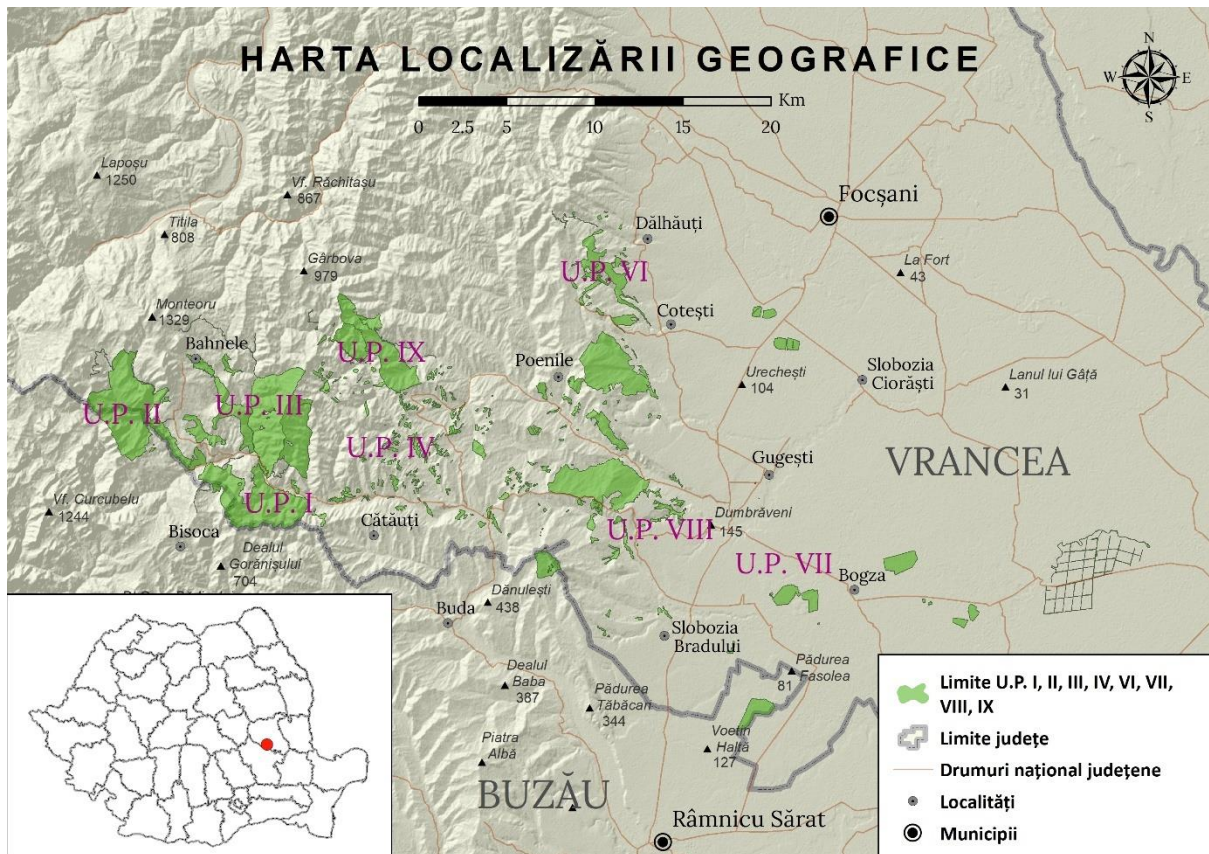 HARTA LOCALIZĂRII GEOGRAFICE
N
W E
S
Km
0 2.5 5 10 15 20
Lapoșu
1250
Vf. Răchitașu
867
Focșani
Titila
808
Dălhăuți
Gârbova
979
U.P. VI
La Fort
43
Monteoru
1329
Cotești
Bahnele
U.P. IX
Poenile
Urechești
104
Slobozia
Ciorăști
Lanul lui Gâță
31
U.P. II
U.P. III
U.P. IV
VRANCEA
Gugești
Vf. Curcubelu
1244
U.P. I
Cătăuți
U.P. VIII
Dumbrăveni
145
Bisoca
Dealul
Gorănisului
704
U.P. VII
Bogza
Dănulești
438
Buda
Slobozia
Bradului
Dealul
Baba
387
Pădurea
Fasolea
81
Pădurea
Tăbăcari
344
Piatra
Albă
Voetin
Haltă
127
BUZĂU
Râmnicu Sărat
Limite U.P. I, II, III, IV, VI, VII,
VIII, IX
Limite județe
Drumuri național județene
Localități
Municipii